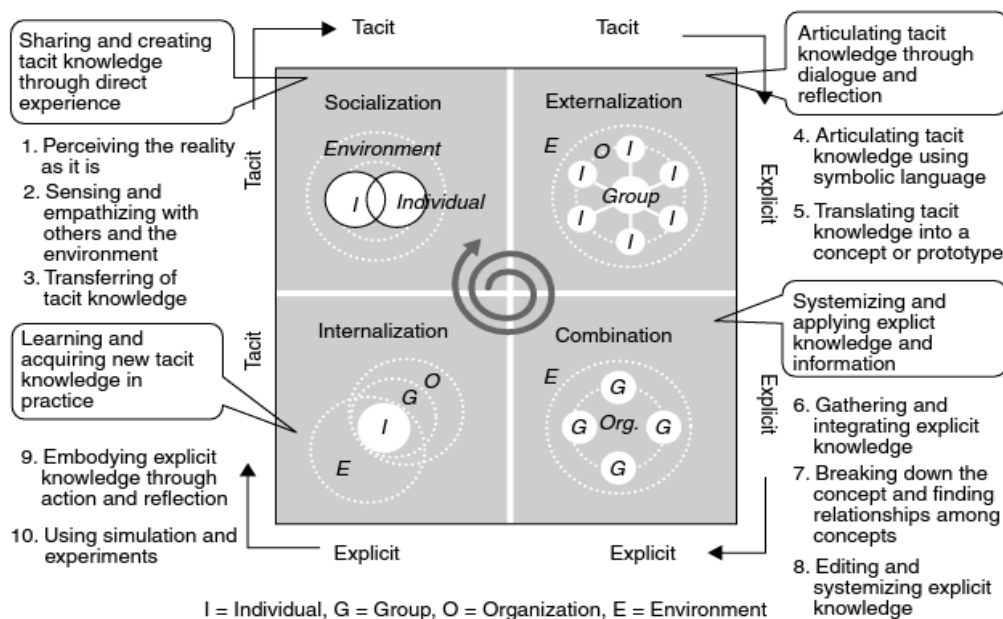 Sharing and creating
tacit knowledge
through direct
experience
1. Perceiving the reality
as it is
2. Sensing and
empathizing with
others and the
environment
3. Transferring of
tacit knowledge
Learning and
acquiring new tacit
knowledge in
practice
9. Embodying explicit
knowledge through
action and reflection
10. Using simulation and
experiments
Tacit
Tacit
Tacit
Tacit
Socialization
Environment
I
Individual
Externalization
E
O
I
I
I
Group
I
I
I
Internalization
O
G
I
E
Combination
E
G
G
Org.
G
G
Explicit
Explicit
Explicit
Explicit
Articulating tacit
knowledge through
dialogue and
reflection
4. Articulating tacit
knowledge using
symbolic language
5. Translating tacit
knowledge into a
concept or prototype
Systemizing and
applying explict
knowledge and
information
6. Gathering and
integrating explicit
knowledge
7. Breaking down the
concept and finding
relationships among
concepts
8. Editing and
systemizing explicit
knowledge
I = Individual, G = Group, O = Organization, E = Environment